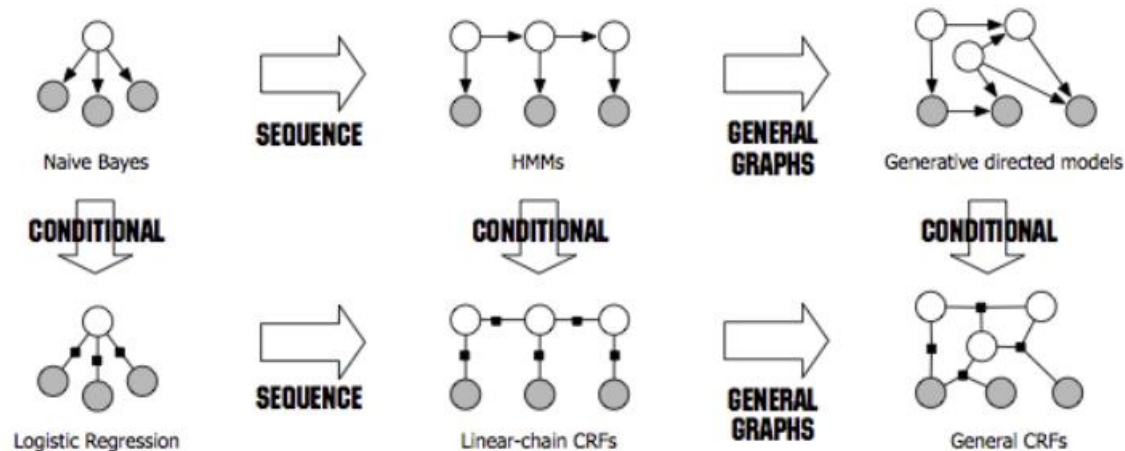 SEQUENCE
GENERAL
GRAPHS
Naive Bayes
HMMs
Generative directed models
CONDITIONAL
CONDITIONAL
CONDITIONAL
SEQUENCE
GENERAL
GRAPHS
Logistic Regression
Linear-chain CRFs
General CRFs